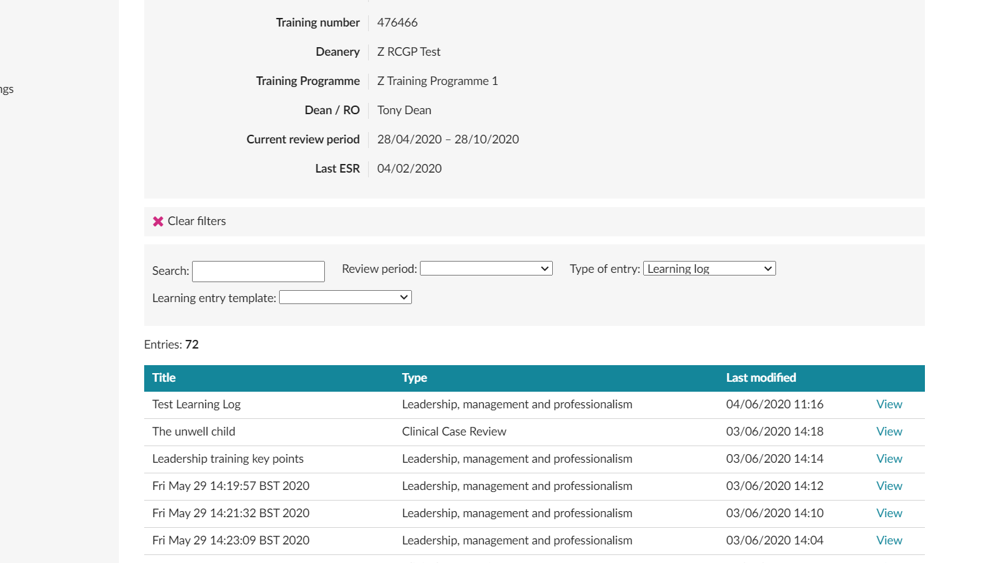 Training number 476466
Deanery Z RCGP Test
Training Programme Z Training Programme 1
ngs
Dean / RO Tony Dean
Current review period 28/04/2020 – 28/10/2020
Last ESR 04/02/2020
Clear filters
Search: Review period: Type of entry: Learning log
Learning entry template:
Entries: 72
Title Type Last modified
Test Learning Log Leadership, management and professionalism 04/06/2020 11:16 View
The unwell child Clinical Case Review 03/06/2020 14:18 View
Leadership training key points Leadership, management and professionalism 03/06/2020 14:14 View
Fri May 29 14:19:57 BST 2020 Leadership, management and professionalism 03/06/2020 14:12 View
Fri May 29 14:21:32 BST 2020 Leadership, management and professionalism 03/06/2020 14:10 View
Fri May 29 14:23:09 BST 2020 Leadership, management and professionalism 03/06/2020 14:04 View